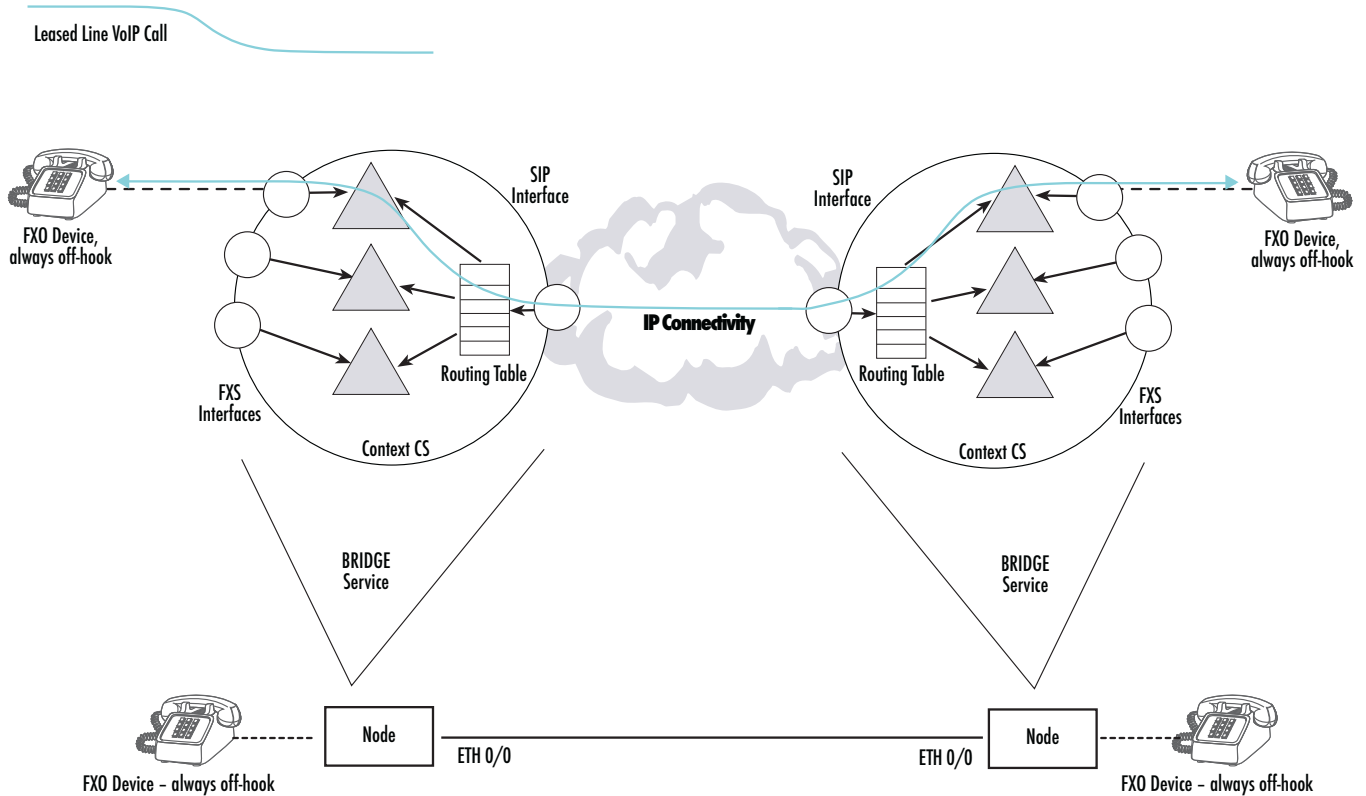 Leased Line VoIP Call
SIP
Interface
SIP
Interface
FXO Device,
always off-hook
FXO Device,
always off-hook
IP Connectivity
Routing Table
Routing Table
FXS
Interfaces
FXS
Interfaces
Context CS
Context CS
BRIDGE
Service
BRIDGE
Service
Node
Node
ETH 0/0
ETH 0/0
FXO Device – always off-hook
FXO Device – always off-hook